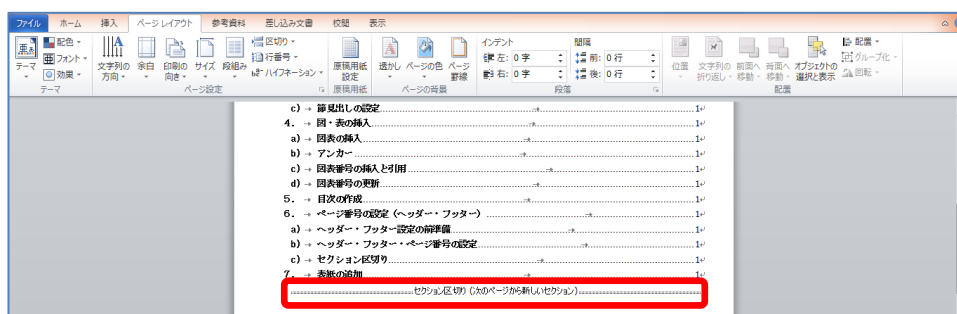 ファイル ホーム 挿入 ページ レイアウト 参考資料 差し込み文書 校閲 表示
配色 区切り インデント 間隔 配置
テーマ フォント 文字列の方向 余白 印刷の向き サイズ 段組み 行番号 原稿用紙設定 透かし ページの色 ページ罫線 左: 0 字 前: 0 行 位置 文字列の折り返し 前面へ移動 背面へ移動 オブジェクトの選択と表示 グループ化
効果 ハイフネーション 右: 0 字 後: 0 行 回転
テーマ ページ設定 原稿用紙 ページの背景 段落 配置
c) → 節見出しの設定 → 1↵
4. → 図・表の挿入 → 1↵
a) → 図表の挿入 → 1↵
b) → アンカー → 1↵
c) → 図表番号の挿入と引用 → 1↵
d) → 図表番号の更新 → 1↵
5. → 目次の作成 → 1↵
6. → ページ番号の設定（ヘッダー・フッター） → 1↵
a) → ヘッダー・フッター設定の前準備 → 1↵
b) → ヘッダー・フッター・ページ番号の設定 → 1↵
c) → セクション区切り → 1↵
7. → 表紙の追加 → 1↵
セクション区切り (次のページから新しいセクション)